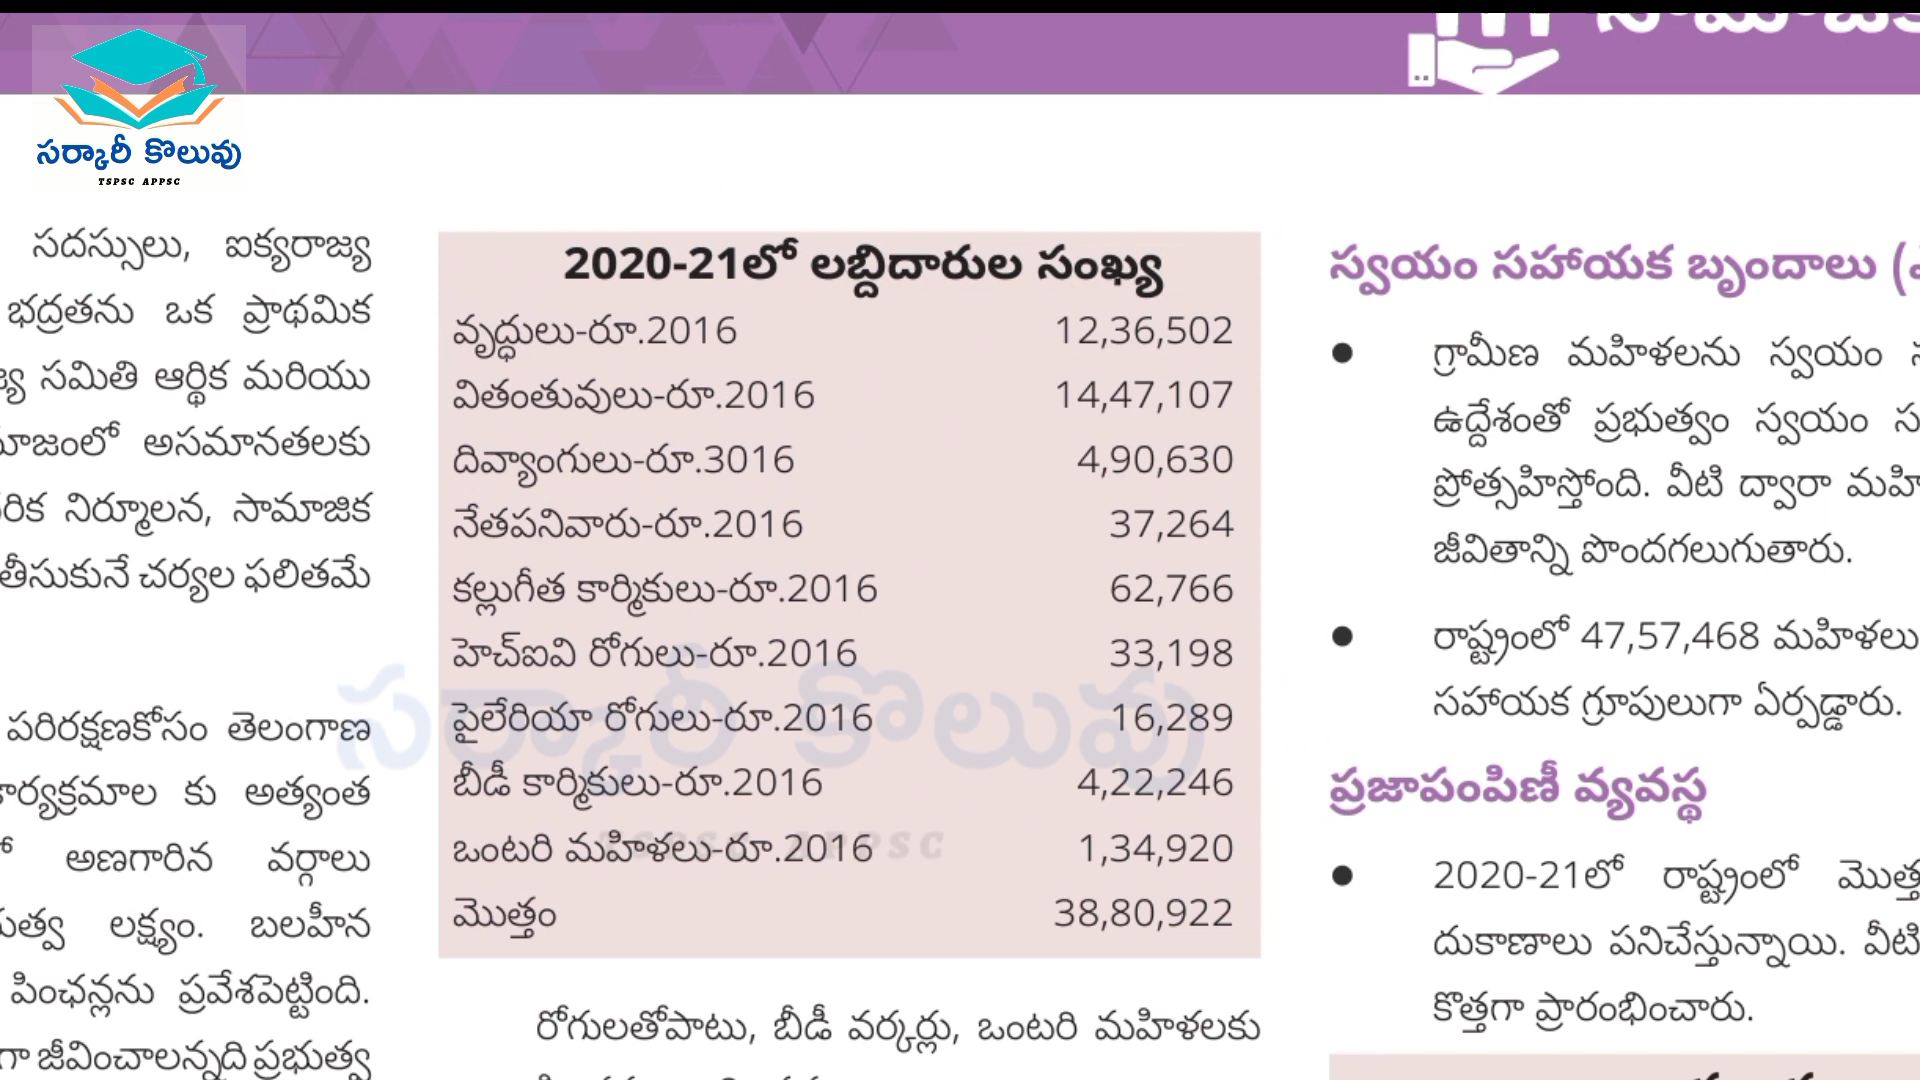 సర్కారీ కొలువు
TSPSC APPSC
సదస్సులు, ఐక్యరాజ్య
భద్రతను ఒక ప్రాథమిక
సమితి ఆర్థిక మరియు
అసమానతలకు
నిర్మూలన, సామాజిక
తీసుకునే చర్యల ఫలితమే
పరిరక్షణకోసం తెలంగాణ
కు అత్యంత
అణగారిన వర్గాలు
లక్ష్యం. బలహీన
పింఛన్లను ప్రవేశపెట్టింది.
జీవించాలన్నది ప్రభుత్వ
2020-21లో లబ్దిదారుల సంఖ్య
వృద్ధులు-రూ.2016 12,36,502
వితంతువులు-రూ.2016 14,47,107
దివ్యాంగులు-రూ.3016 4,90,630
నేతపనివారు-రూ.2016 37,264
కల్లుగీత కార్మికులు-రూ.2016 62,766
హెచ్ఐవి రోగులు-రూ.2016 33,198
పైలేరియా రోగులు-రూ.2016 16,289
బీడీ కార్మికులు-రూ.2016 4,22,246
ఒంటరి మహిళలు-రూ.2016 1,34,920
మొత్తం 38,80,922
రోగులతోపాటు, బీడీ వర్కర్లు, ఒంటరి మహిళలకు
స్వయం సహాయక బృందాలు
● గ్రామీణ మహిళలను స్వయం
ఉద్దేశంతో ప్రభుత్వం స్వయం
ప్రోత్సహిస్తోంది. వీటి ద్వారా
జీవితాన్ని పొందగలుగుతారు.
● రాష్ట్రంలో 47,57,468 మహిళలు
సహాయక గ్రూపులుగా ఏర్పడ్డారు.
ప్రజాపంపిణీ వ్యవస్థ
● 2020-21లో రాష్ట్రంలో
దుకాణాలు పనిచేస్తున్నాయి.
కొత్తగా ప్రారంభించారు.
సర్కారీ కొలువు
TSPSC APPSC